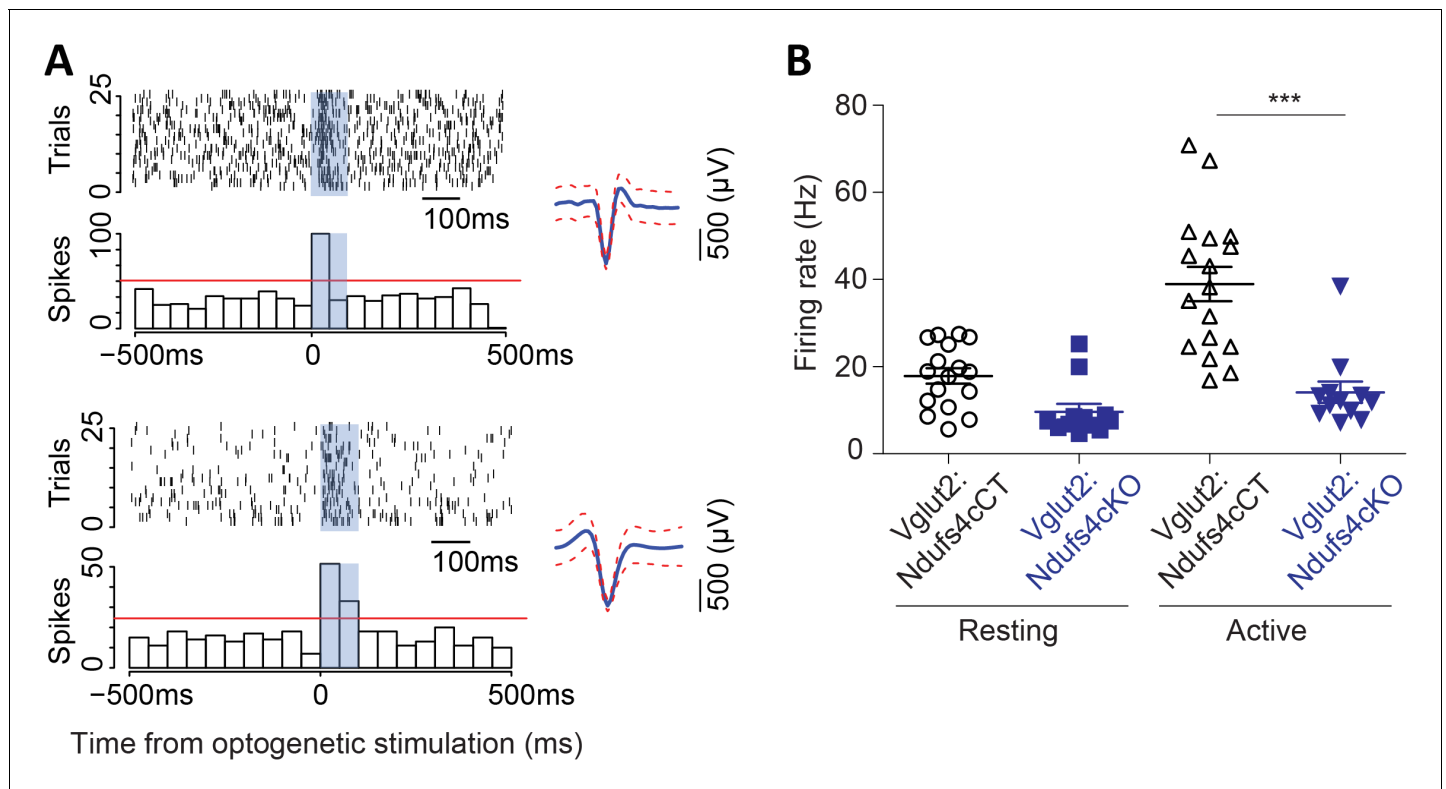 A
Trials
0 25
100ms
500 (µV)
Spikes
0 100
−500ms 0 500ms
Trials
0 25
100ms
500 (µV)
Spikes
0 50
−500ms 0 500ms
Time from optogenetic stimulation (ms)
B
***
Firing rate (Hz)
80
60
40
20
0
Vglut2:
Ndufs4cCT
Vglut2:
Ndufs4cKO
Vglut2:
Ndufs4cCT
Vglut2:
Ndufs4cKO
Resting
Active